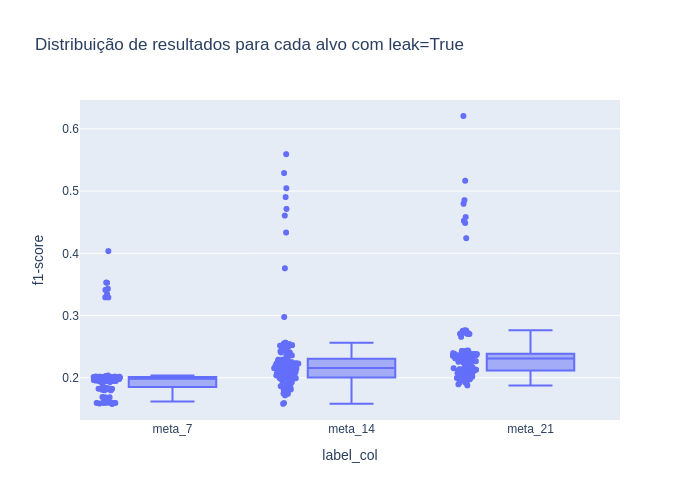 Distribuição de resultados para cada alvo com leak=True
0.6
0.5
0.4
0.3
0.2
f1-score
meta_7
meta_14
meta_21
label_col